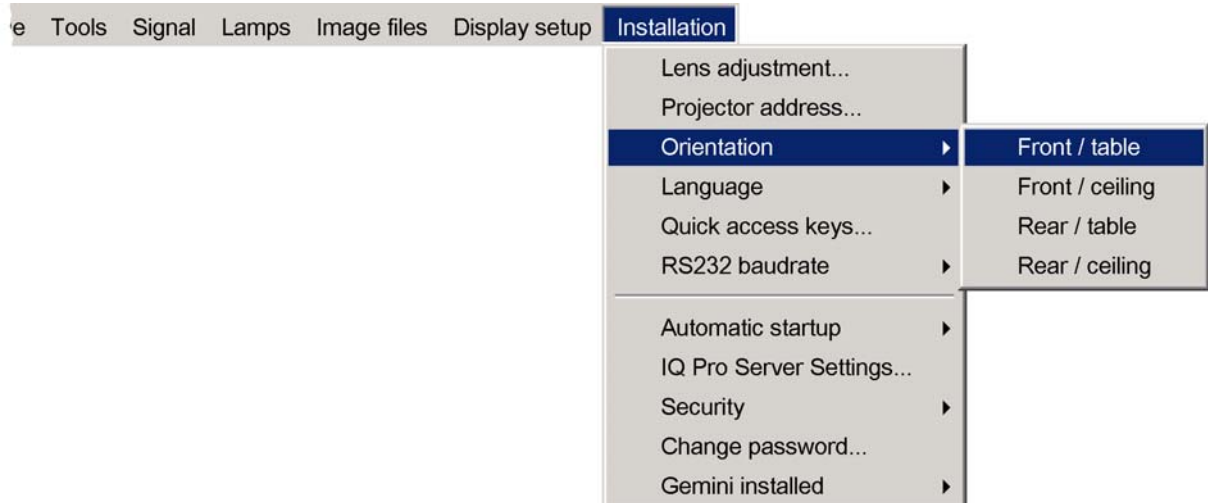 e Tools Signal Lamps Image files Display setup Installation
Lens adjustment...
Projector address...
Orientation
Language
Quick access keys...
RS232 baudrate
Automatic startup
IQ Pro Server Settings...
Security
Change password...
Gemini installed
Front / table
Front / ceiling
Rear / table
Rear / ceiling